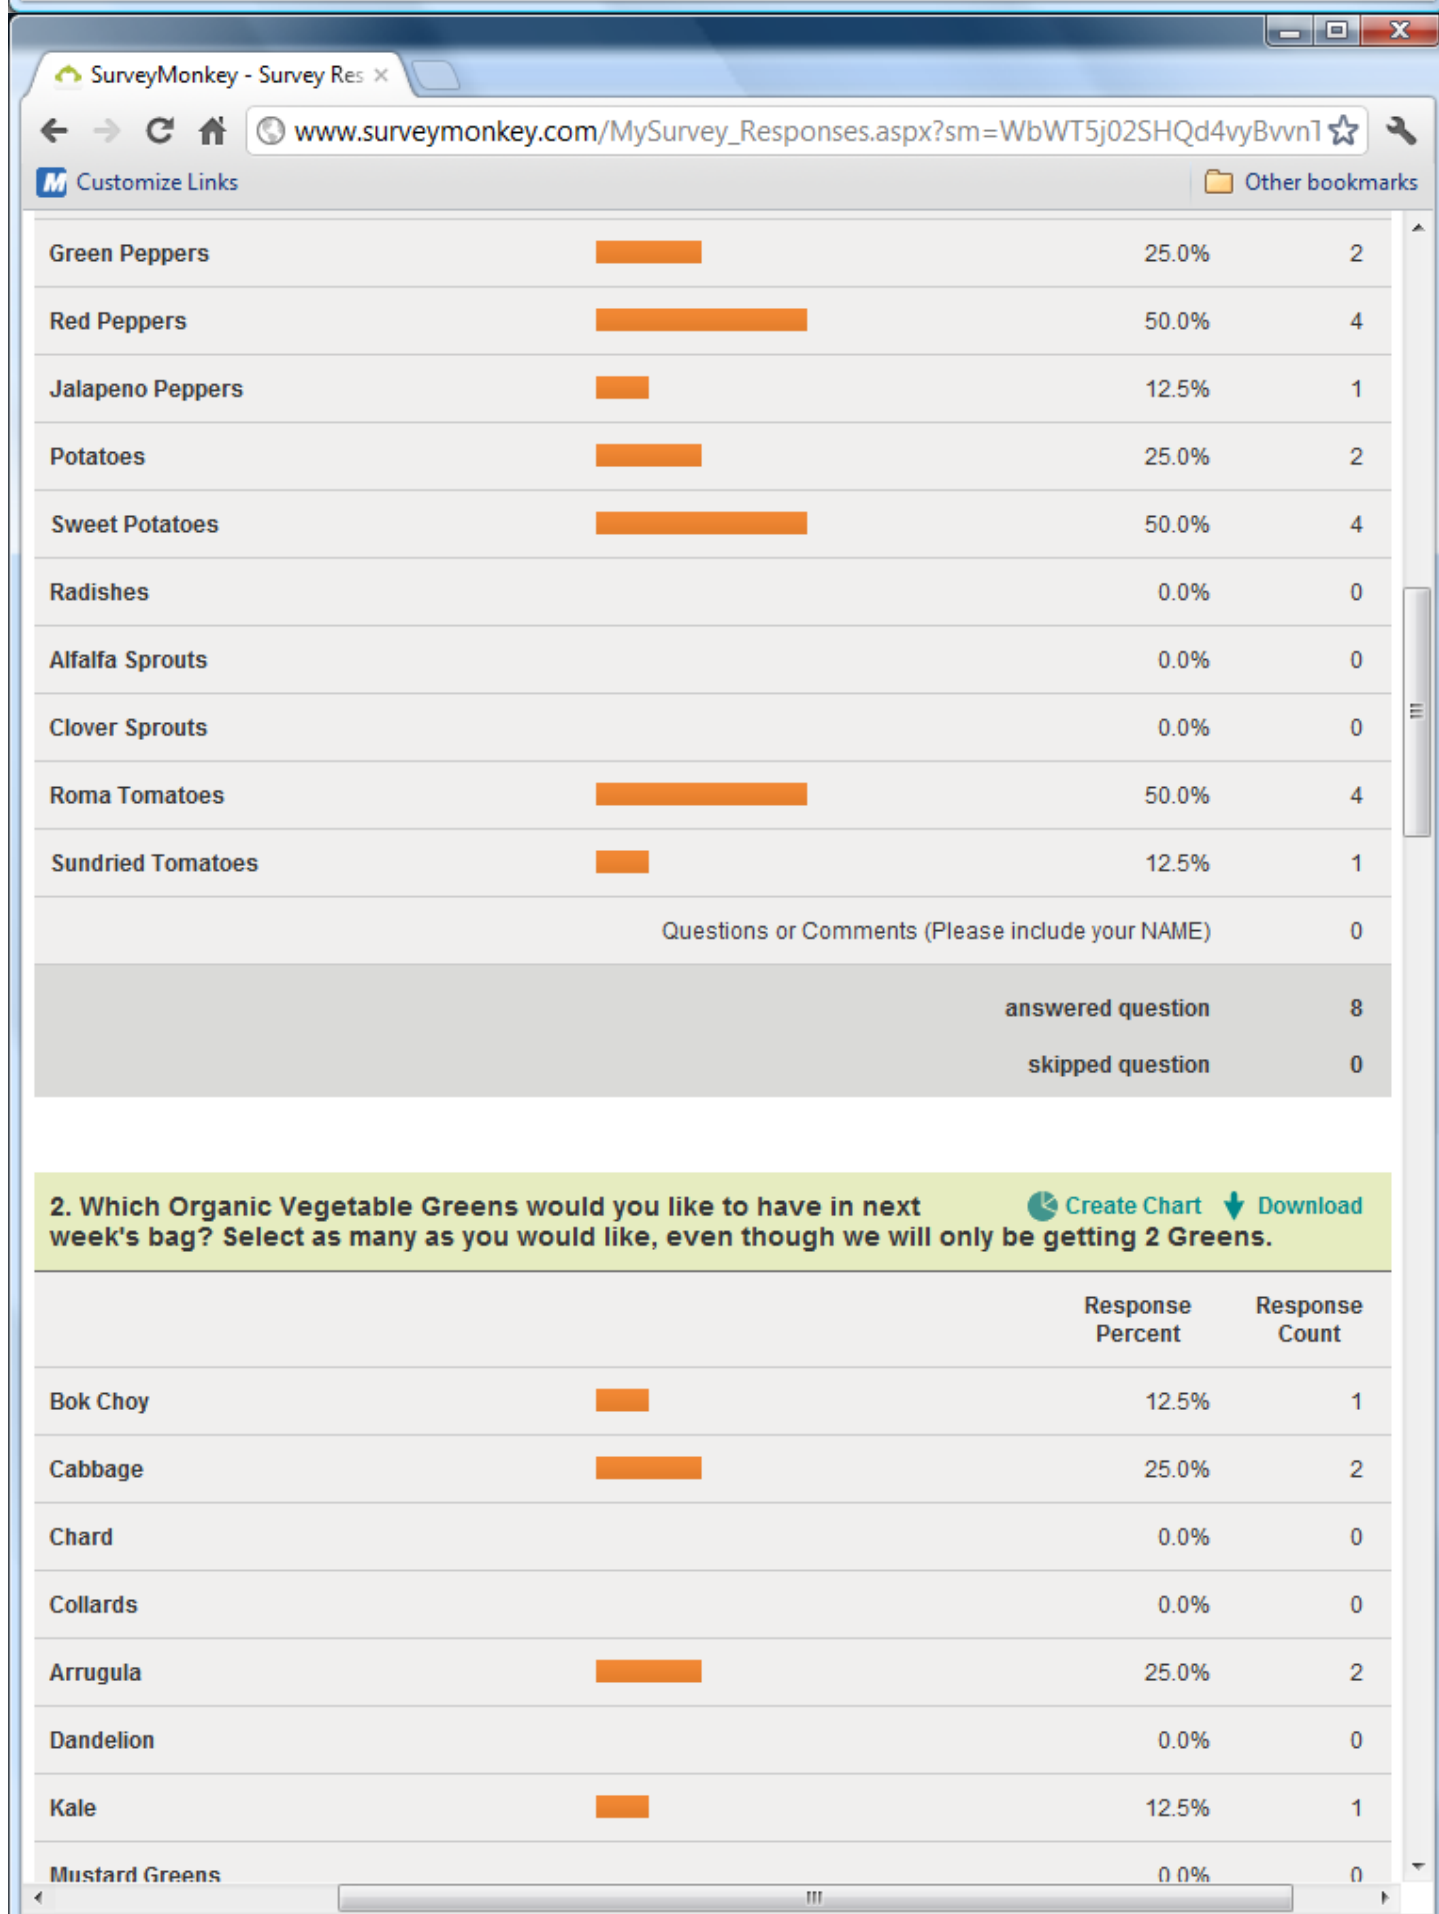 SurveyMonkey - Survey Res
www.surveymonkey.com/MySurvey_Responses.aspx?sm=WbWT5j02SHQd4vyBvvn
Customize Links Other bookmarks
Green Peppers 25.0% 2
Red Peppers 50.0% 4
Jalapeno Peppers 12.5% 1
Potatoes 25.0% 2
Sweet Potatoes 50.0% 4
Radishes 0.0% 0
Alfalfa Sprouts 0.0% 0
Clover Sprouts 0.0% 0
Roma Tomatoes 50.0% 4
Sundried Tomatoes 12.5% 1
Questions or Comments (Please include your NAME) 0
answered question 8
skipped question 0
2. Which Organic Vegetable Greens would you like to have in next Create Chart Download
week's bag? Select as many as you would like, even though we will only be getting 2 Greens.
Response Response
Percent Count
Bok Choy 12.5% 1
Cabbage 25.0% 2
Chard 0.0% 0
Collards 0.0% 0
Arrugula 25.0% 2
Dandelion 0.0% 0
Kale 12.5% 1
Mustard Greens 0.0% 0